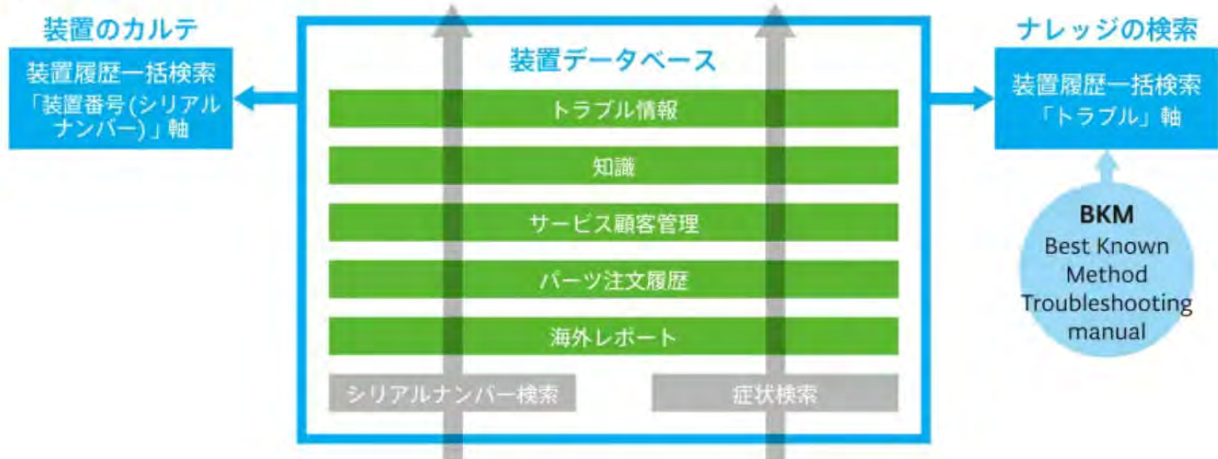 装置のカルテ
装置履歴一括検索
「装置番号(シリアル
ナンバー)」軸
装置データベース
トラブル情報
知識
サービス顧客管理
パーツ注文履歴
海外レポート
シリアルナンバー検索
症状検索
ナレッジの検索
装置履歴一括検索
「トラブル」軸
BKM
Best Known
Method
Troubleshooting
manual